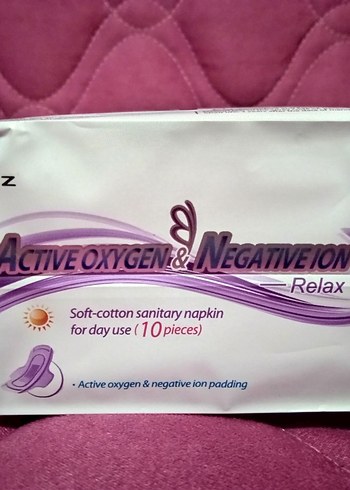 N
ACTIVE OXYGEN & NEGATIVE ION
Relax
Soft-cotton sanitary napkin
for day use (10 pieces)
• Active oxygen & negative ion padding